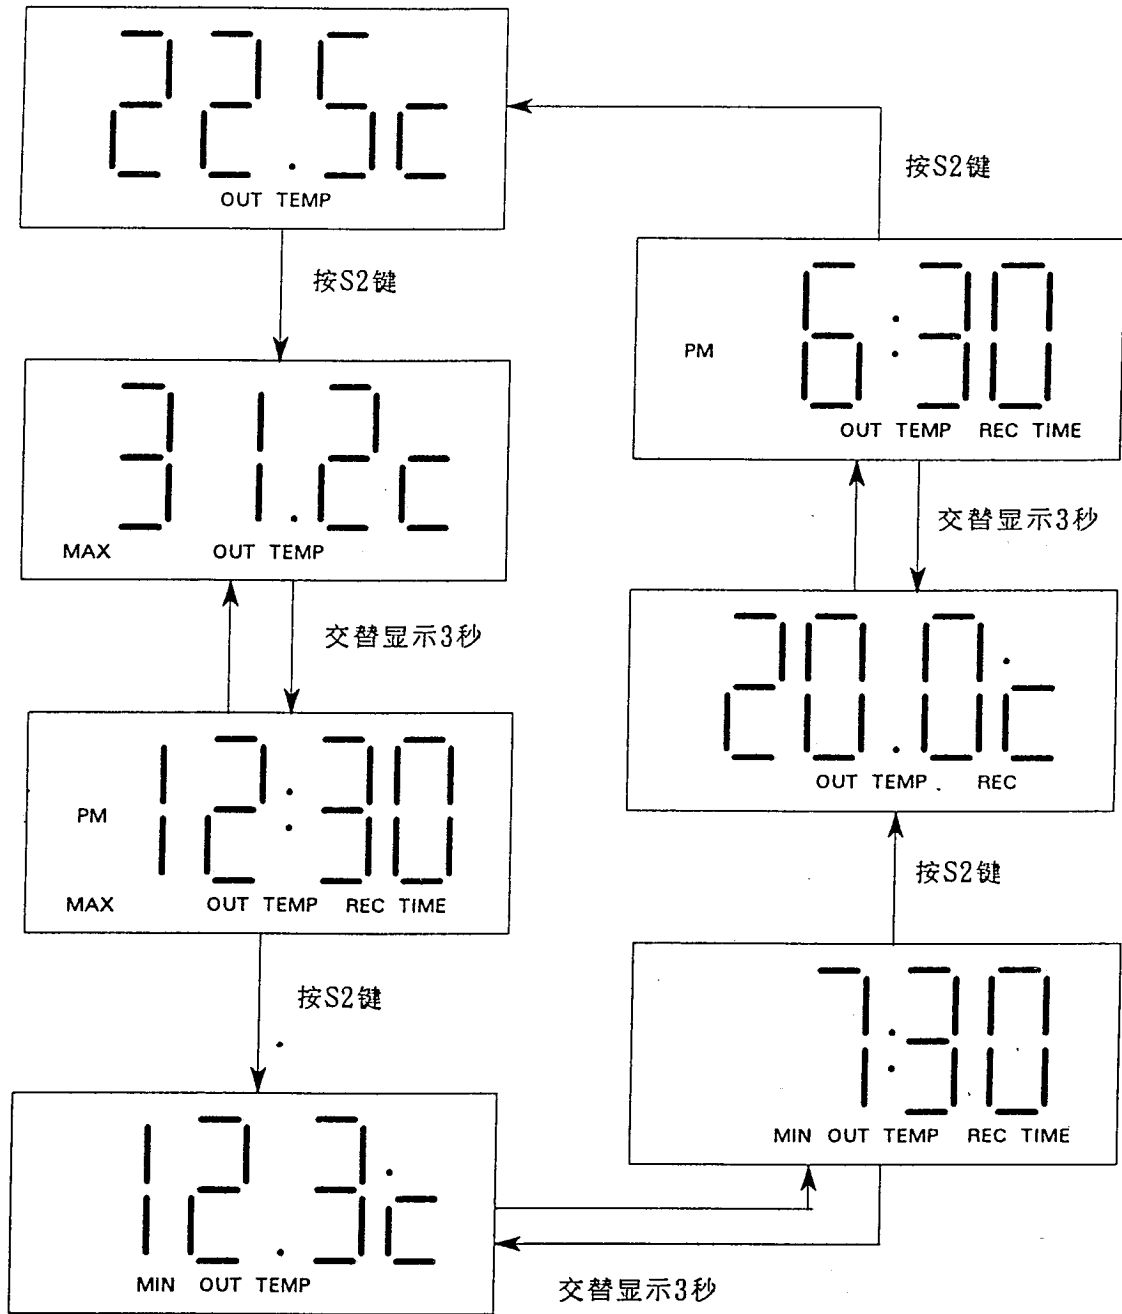 22.5c
OUT TEMP
按S2键
31.2c
MAX OUT TEMP
交替显示3秒
PM 12:30
MAX OUT TEMP REC TIME
按S2键
12.3c
MIN OUT TEMP
交替显示3秒
7:30
MIN OUT TEMP REC TIME
按S2键
20.0c
OUT TEMP REC
交替显示3秒
PM 6:30
OUT TEMP REC TIME
按S2键